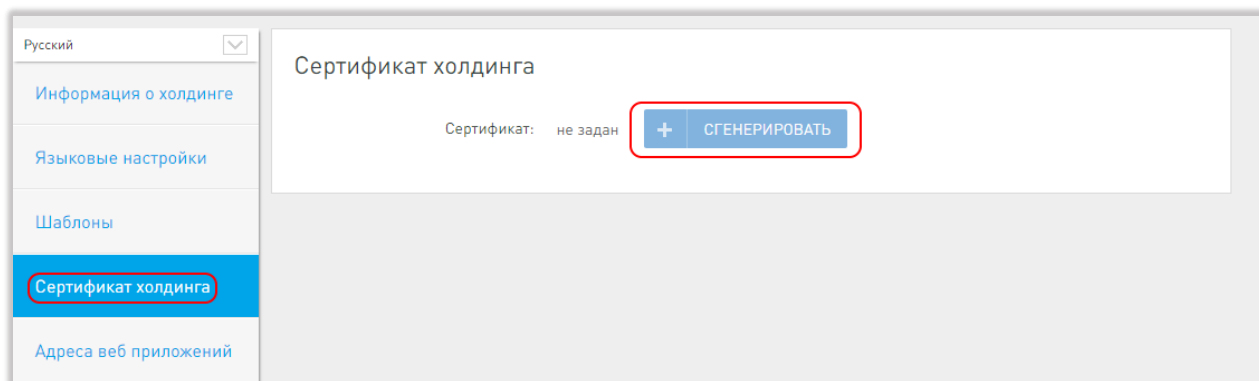 Русский
Информация о холдинге
Языковые настройки
Шаблоны
Сертификат холдинга
Адреса веб приложений
Сертификат холдинга
Сертификат: не задан + СГЕНЕРИРОВАТЬ